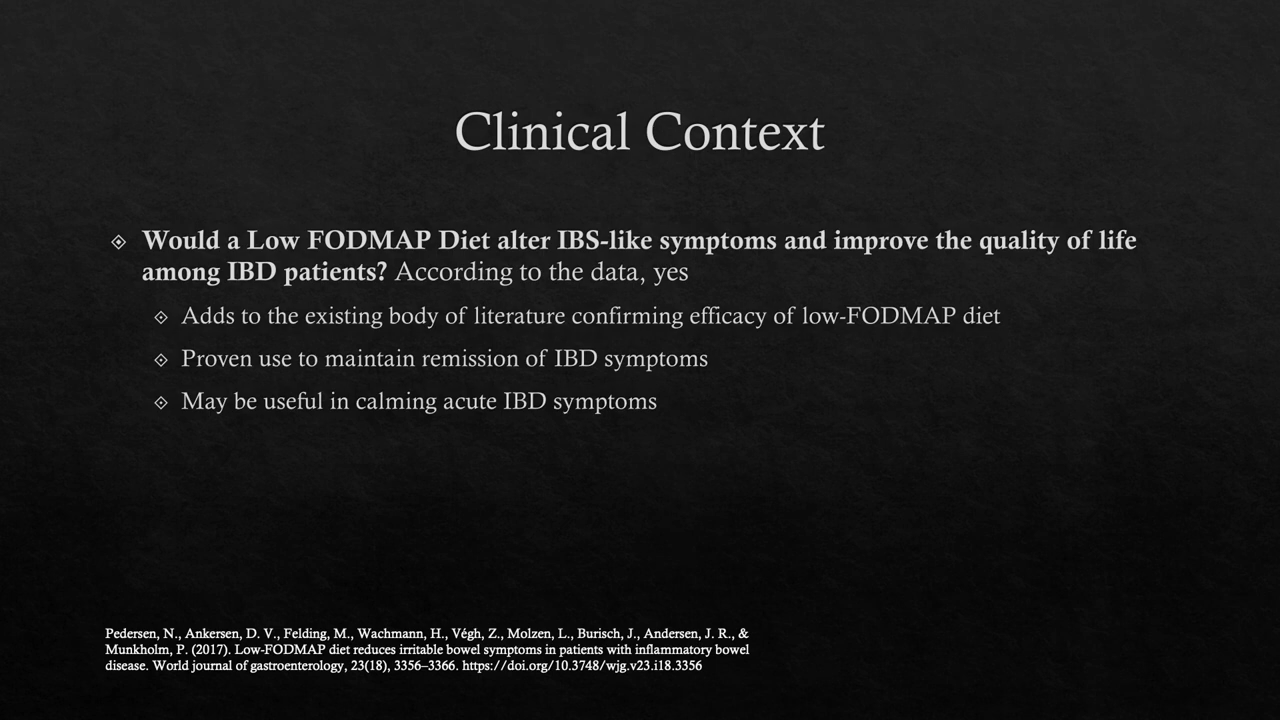 Clinical Context
Would a Low FODMAP Diet alter IBS-like symptoms and improve the quality of life
among IBD patients? According to the data, yes
Adds to the existing body of literature confirming efficacy of low-FODMAP diet
Proven use to maintain remission of IBD symptoms
May be useful in calming acute IBD symptoms
Pedersen, N., Ankersen, D. V., Felding, M., Wachmann, H., Végh, Z., Molzen, L., Burisch, J., Andersen, J. R., &
Munkholm, P. (2017). Low-FODMAP diet reduces irritable bowel symptoms in patients with inflammatory bowel
disease. World journal of gastroenterology, 23(18), 3356–3366. https://doi.org/10.3748/wjg.v23.i18.3356